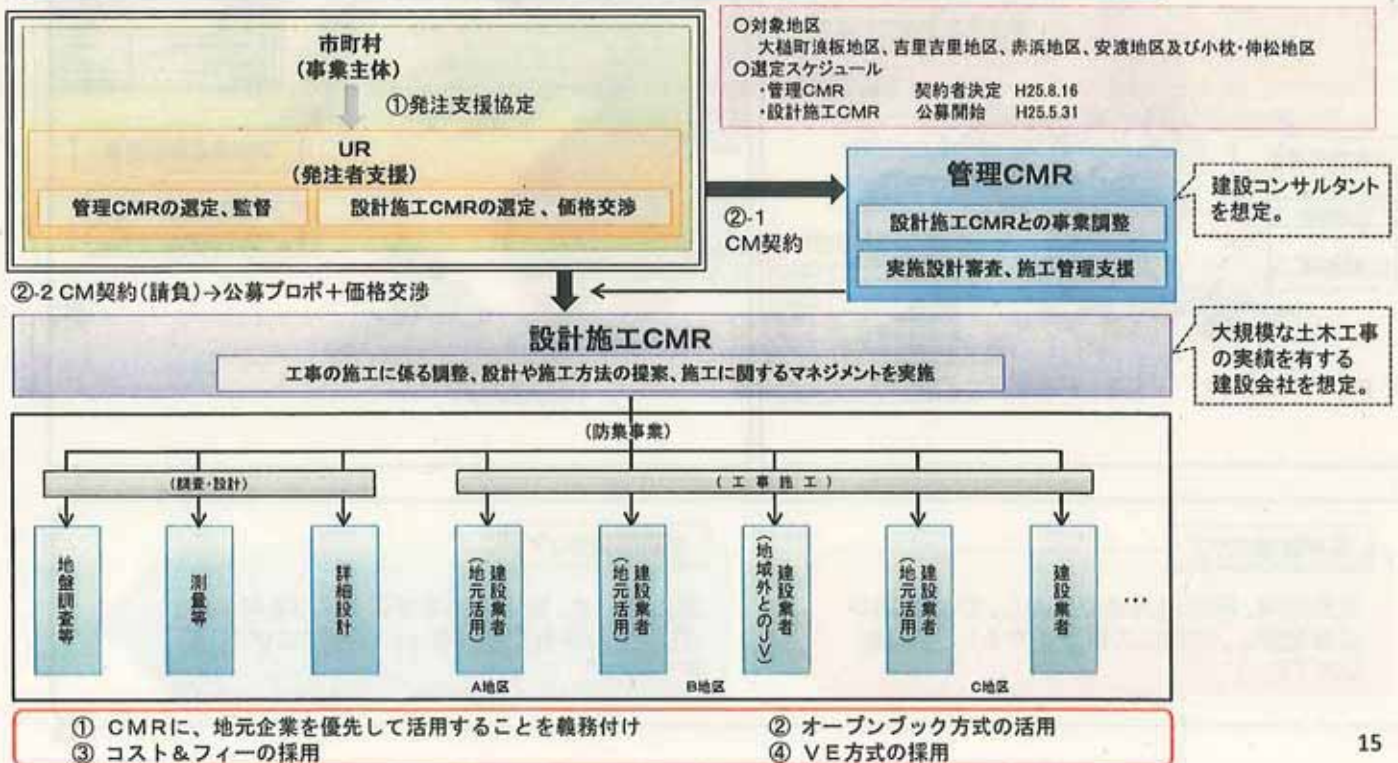 市町村
(事業主体)
①発注支援協定
UR
(発注者支援)
管理CMRの選定、監督
設計施工CMRの選定、価格交渉
○対象地区
大槌町浪板地区、吉里吉里地区、赤浜地区、安渡地区及び小枕・伸松地区
○選定スケジュール
・管理CMR 契約者決定 H25.8.16
・設計施工CMR 公募開始 H25.5.31
②-1
CM契約
管理CMR
設計施工CMRとの事業調整
実施設計審査、施工管理支援
建設コンサルタント
を想定。
②-2 CM契約(請負)→公募プロポ+価格交渉
設計施工CMR
工事の施工に係る調整、設計や施工方法の提案、施工に関するマネジメントを実施
大規模な土木工事
の実績を有する
建設会社を想定。
(防集事業)
(調査・設計)
(工事施工)
地盤調査等
測量等
詳細設計
建設業者
(地元活用)
建設業者
(地元活用)
建設業者
(地域外とのJV)
建設業者
(地元活用)
建設業者
…
A地区
B地区
C地区
① CMRに、地元企業を優先して活用することを義務付け
② オープンブック方式の活用
③ コスト&フィーの採用
④ VE方式の採用
15